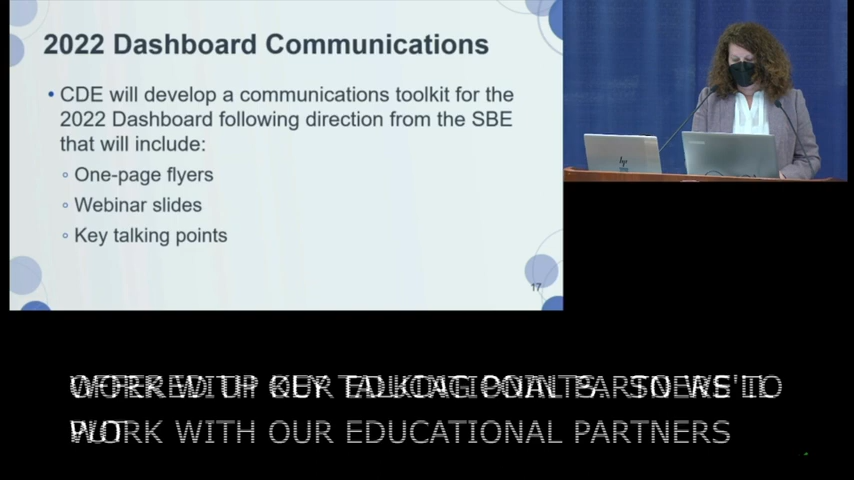 2022 Dashboard Communications
• CDE will develop a communications toolkit for the
2022 Dashboard following direction from the SBE
that will include:
◦ One-page flyers
◦ Webinar slides
◦ Key talking points
17
hp
WORK WITH OUR EDUCATIONAL PARTNERS